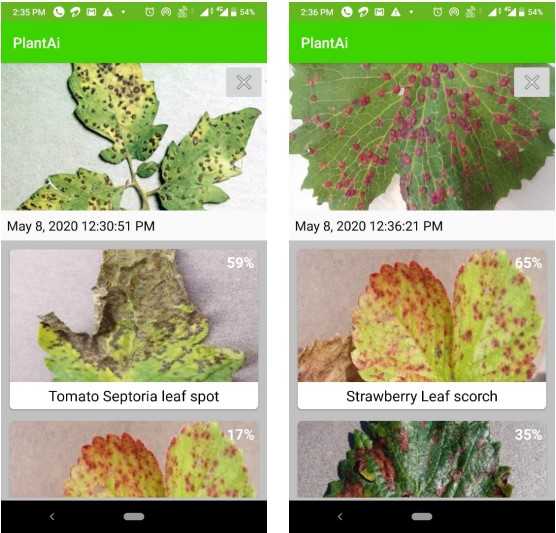 2:35 PM
54%
PlantAi
May 8, 2020 12:30:51 PM
59%
Tomato Septoria leaf spot
17%
2:36 PM
54%
PlantAi
May 8, 2020 12:36:21 PM
65%
Strawberry Leaf scorch
35%